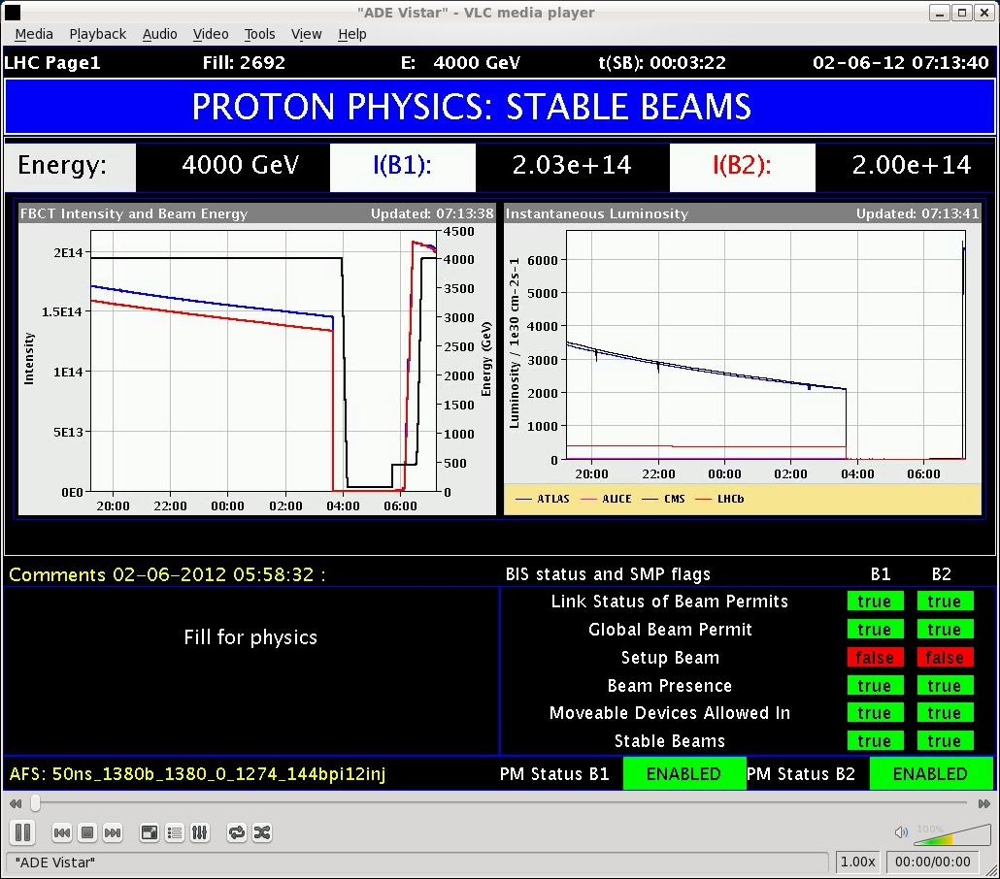 "ADE Vistar" - VLC media player
Media Playback Audio Video Tools View Help
LHC Page1 Fill: 2692 E: 4000 GeV t(SB): 00:03:22 02-06-12 07:13:40
PROTON PHYSICS: STABLE BEAMS
Energy: 4000 GeV I(B1): 2.03e+14 I(B2): 2.00e+14
FBCT Intensity and Beam Energy Updated: 07:13:38
2E14
1.5E14
1E14
5E13
0E0
Intensity
4500
4000
3500
3000
2500
2000
1500
1000
500
0
Energy (GeV)
20:00 22:00 00:00 02:00 04:00 06:00
Instantaneous Luminosity Updated: 07:13:41
6000
5000
4000
3000
2000
1000
0
Luminosity / 1e30 cm-2s-1
20:00 22:00 00:00 02:00 04:00 06:00
ATLAS ALICE CMS LHCb
Comments 02-06-2012 05:58:32 :
Fill for physics
BIS status and SMP flags B1 B2
Link Status of Beam Permits true true
Global Beam Permit true true
Setup Beam false false
Beam Presence true true
Moveable Devices Allowed In true true
Stable Beams true true
AFS: 50ns_1380b_1380_0_1274_144bpi12inj PM Status B1 ENABLED PM Status B2 ENABLED
100%
"ADE Vistar" 1.00x 00:00/00:00